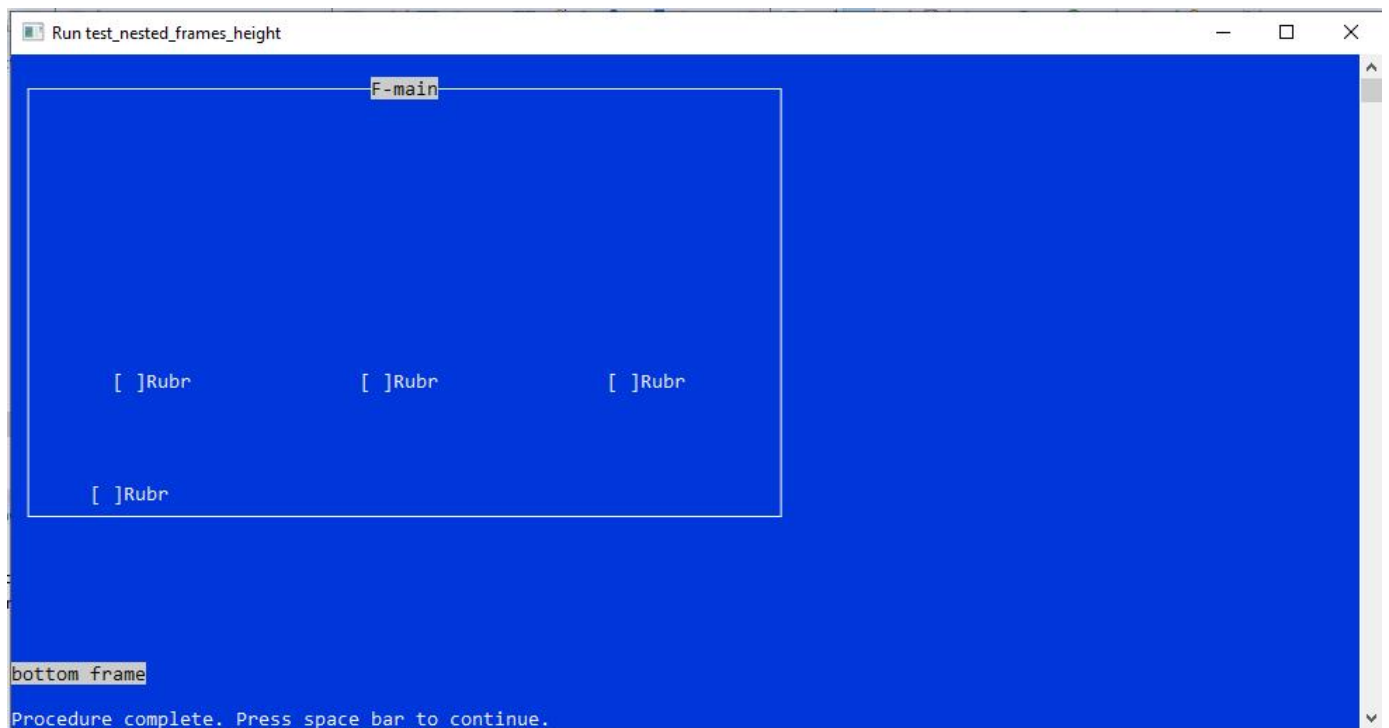 Run test_nested_frames_height
F-main
[ ]Rubr [ ]Rubr [ ]Rubr
[ ]Rubr
bottom frame
Procedure complete. Press space bar to continue.